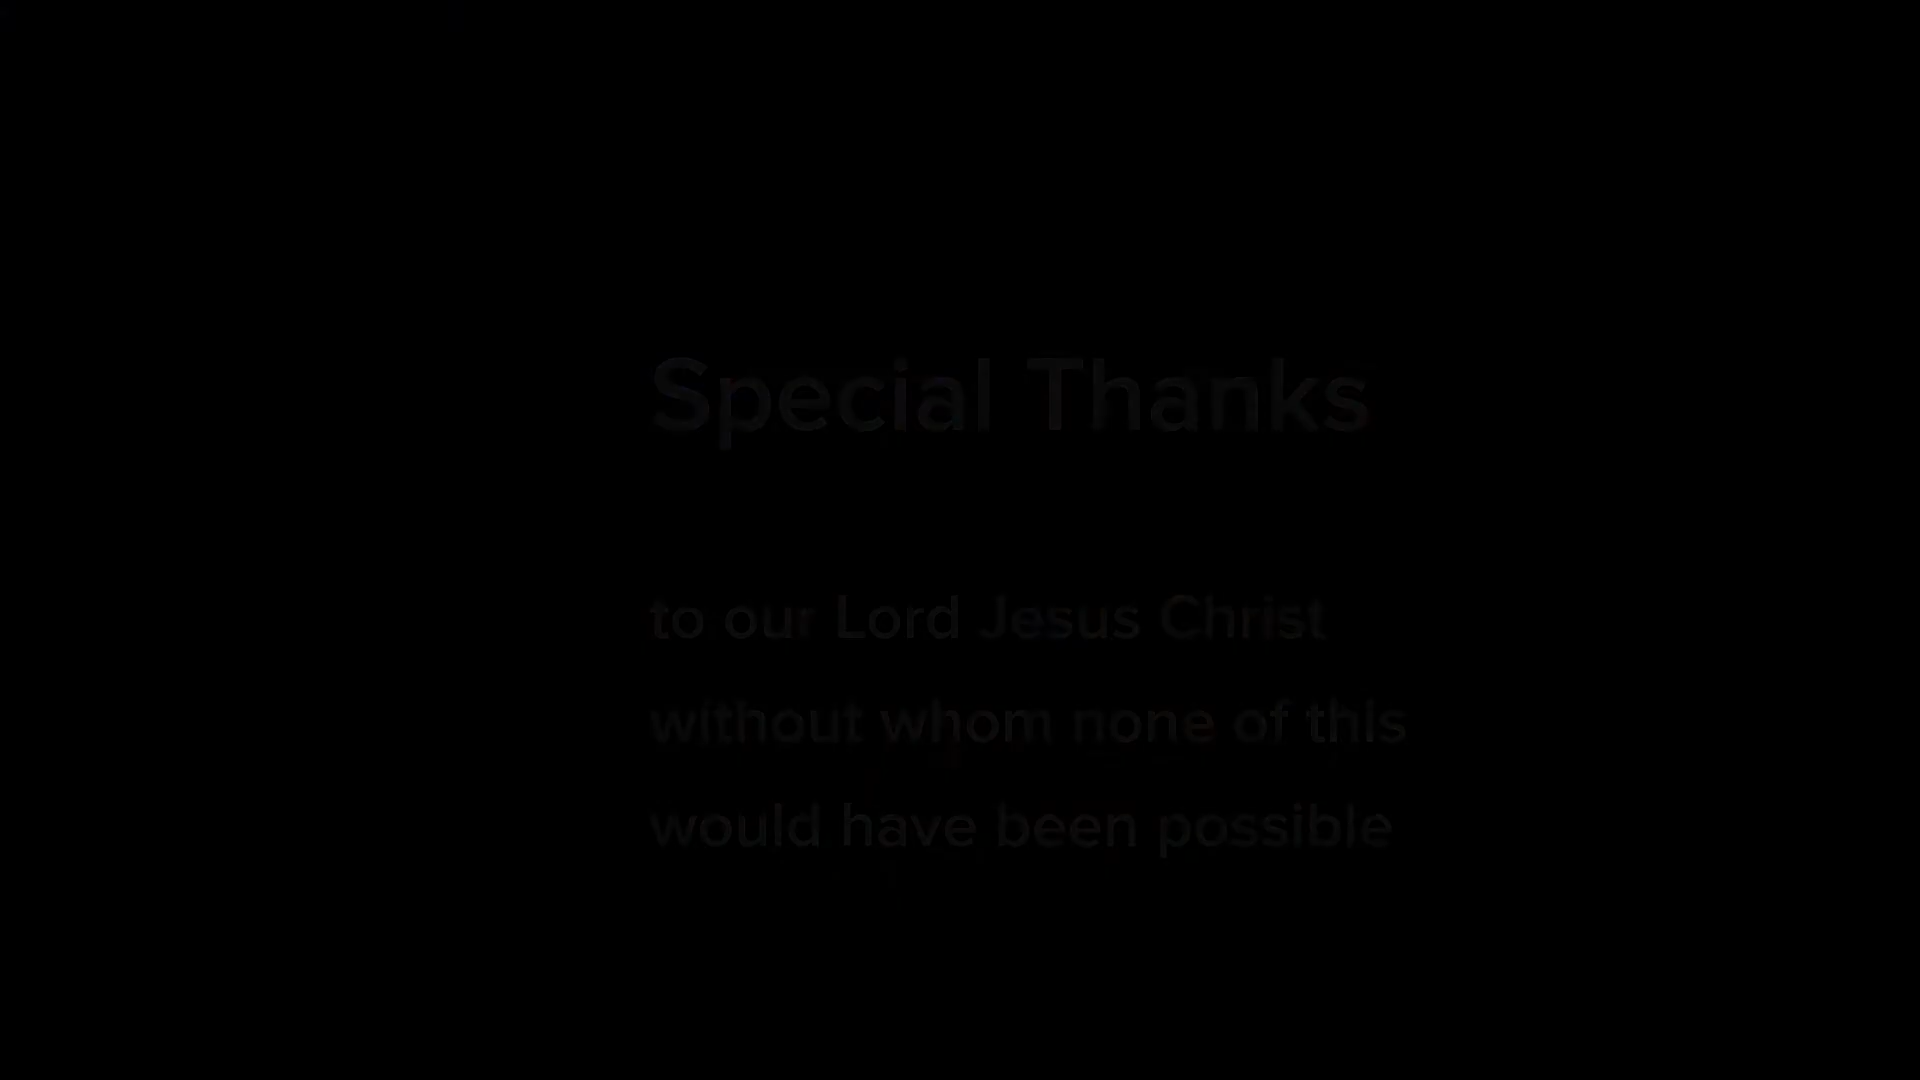 Special Thanks
to our Lord Jesus Christ
without whom none of this
would have been possible